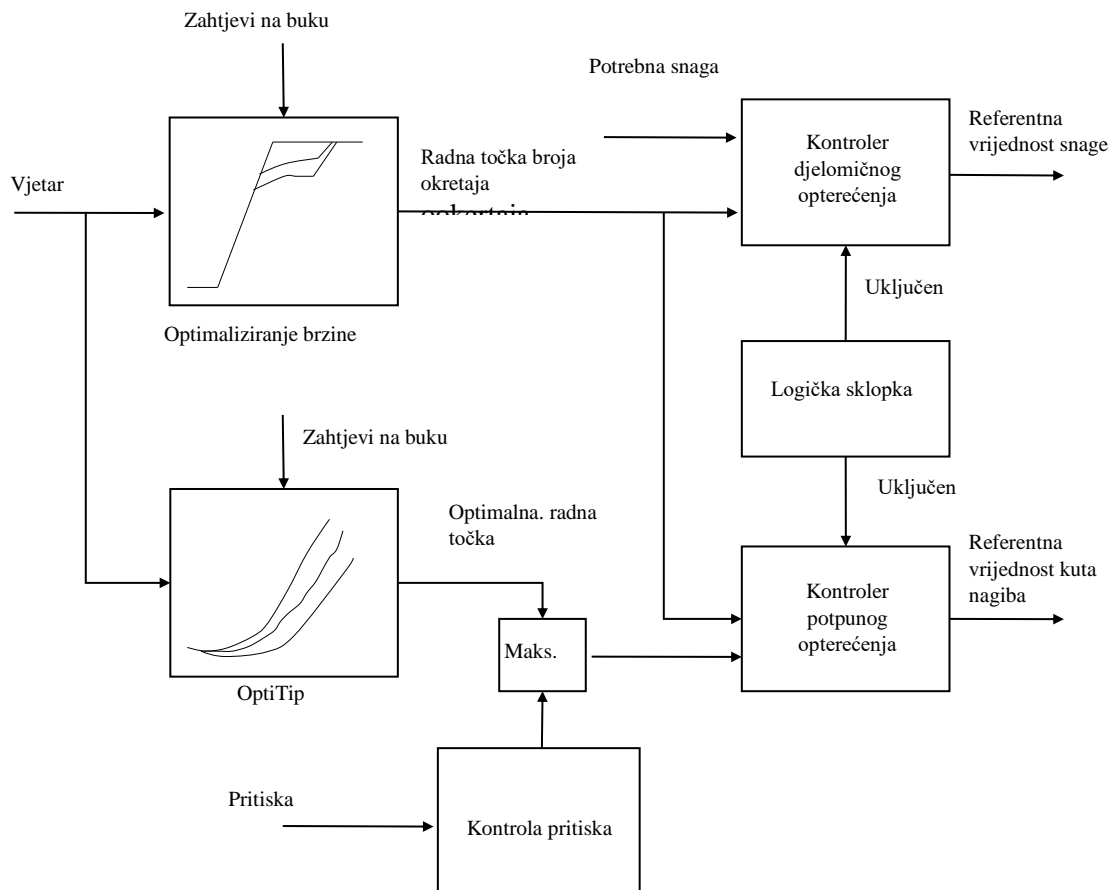 Zahtjevi na buku
Potrebna snaga
Vjetar
Radna točka broja
okretaja
Kontroler
djelomičnog
opterećenja
Referentna
vrijednost snage
Optimaliziranje brzine
Uključen
Logička sklopka
Zahtjevi na buku
Uključen
Optimalna. radna
točka
Kontroler
potpunog
opterećenja
Referentna
vrijednost kuta
nagiba
Maks.
OptiTip
Pritiska
Kontrola pritiska